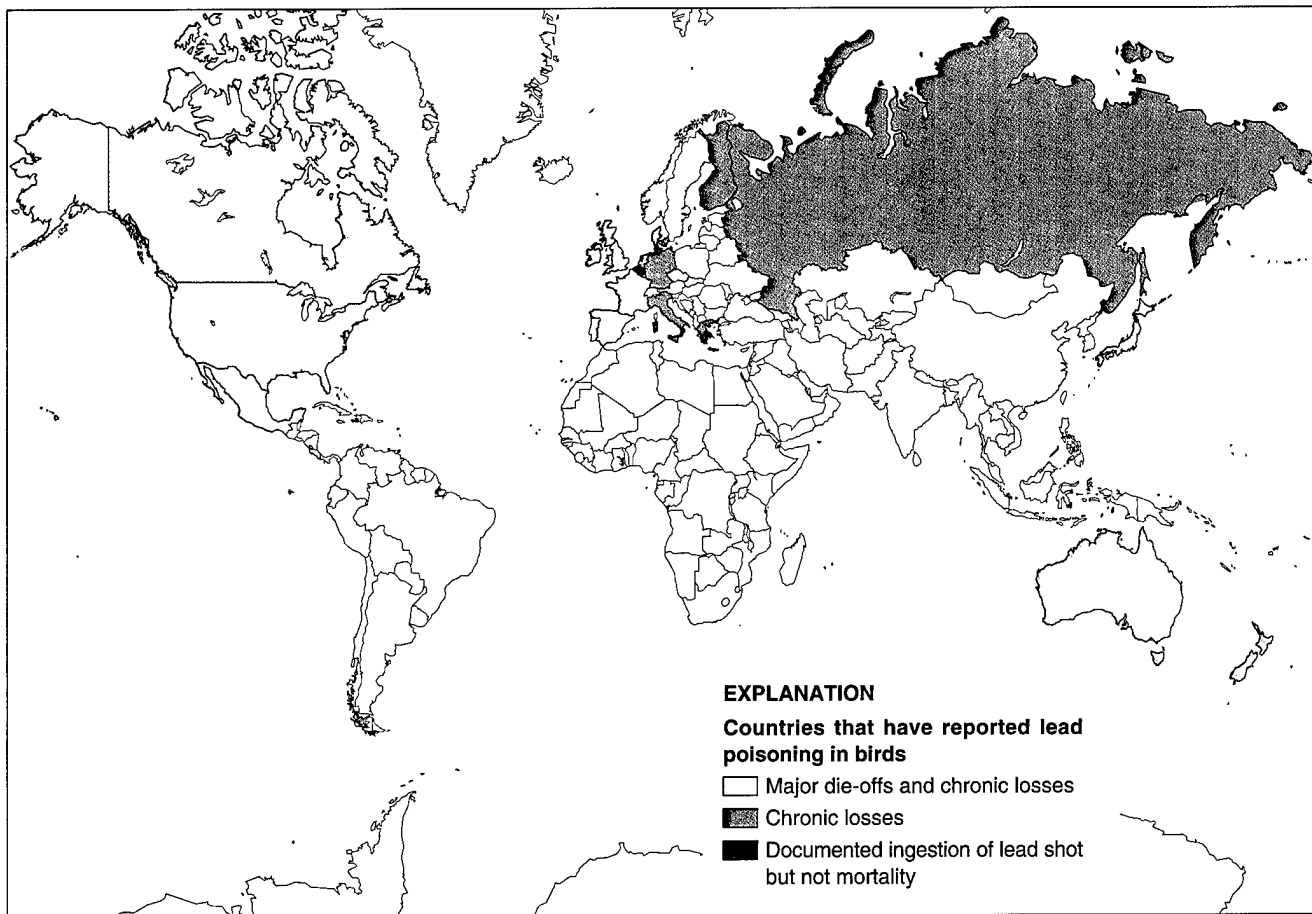 EXPLANATION
Countries that have reported lead
poisoning in birds
Major die-offs and chronic losses
Chronic losses
Documented ingestion of lead shot
but not mortality